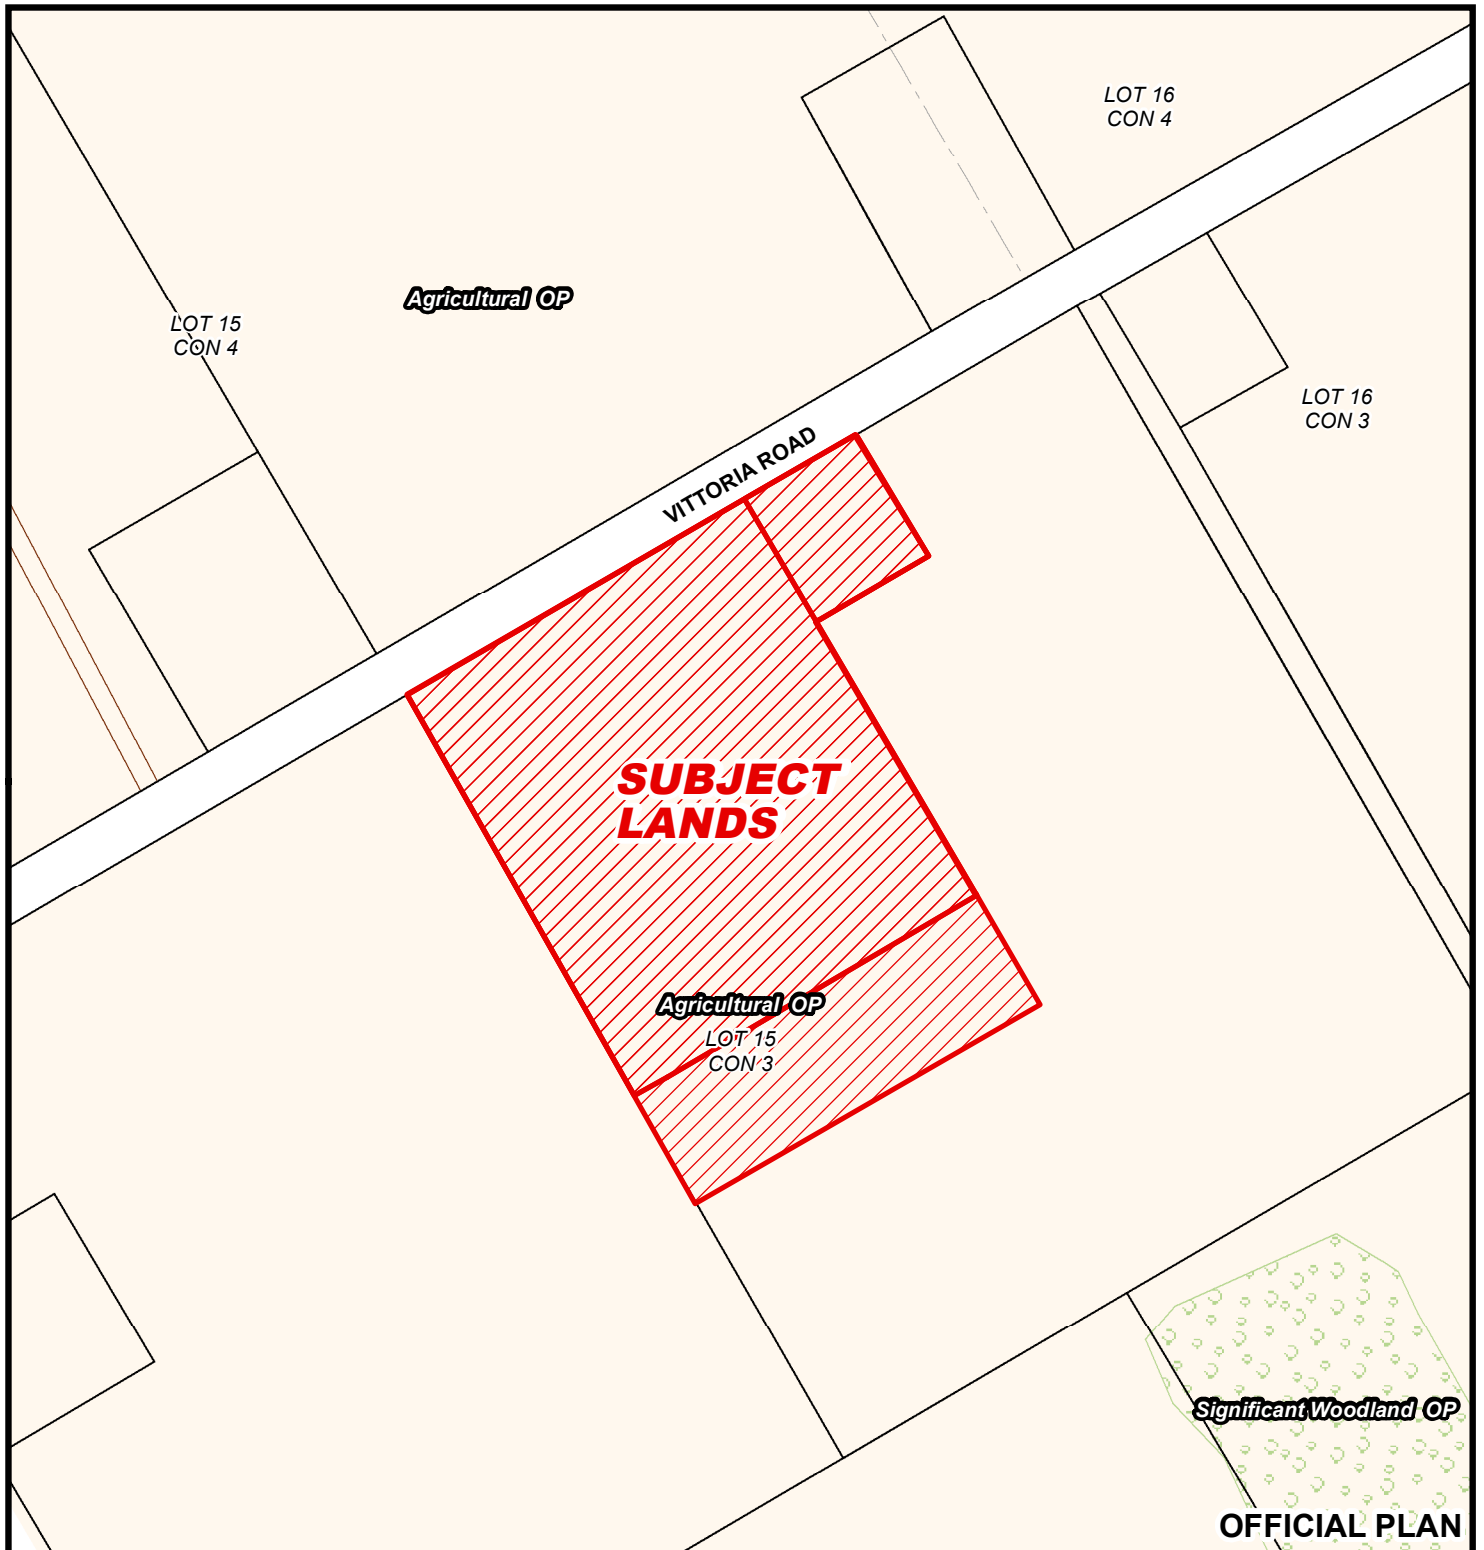 LOT 16
CON 4
Agricultural OP
LOT 15
CON 4
LOT 16
CON 3
VITTORIA ROAD
SUBJECT
LANDS
Agricultural OP
LOT 15
CON 3
Significant Woodland OP
OFFICIAL PLAN